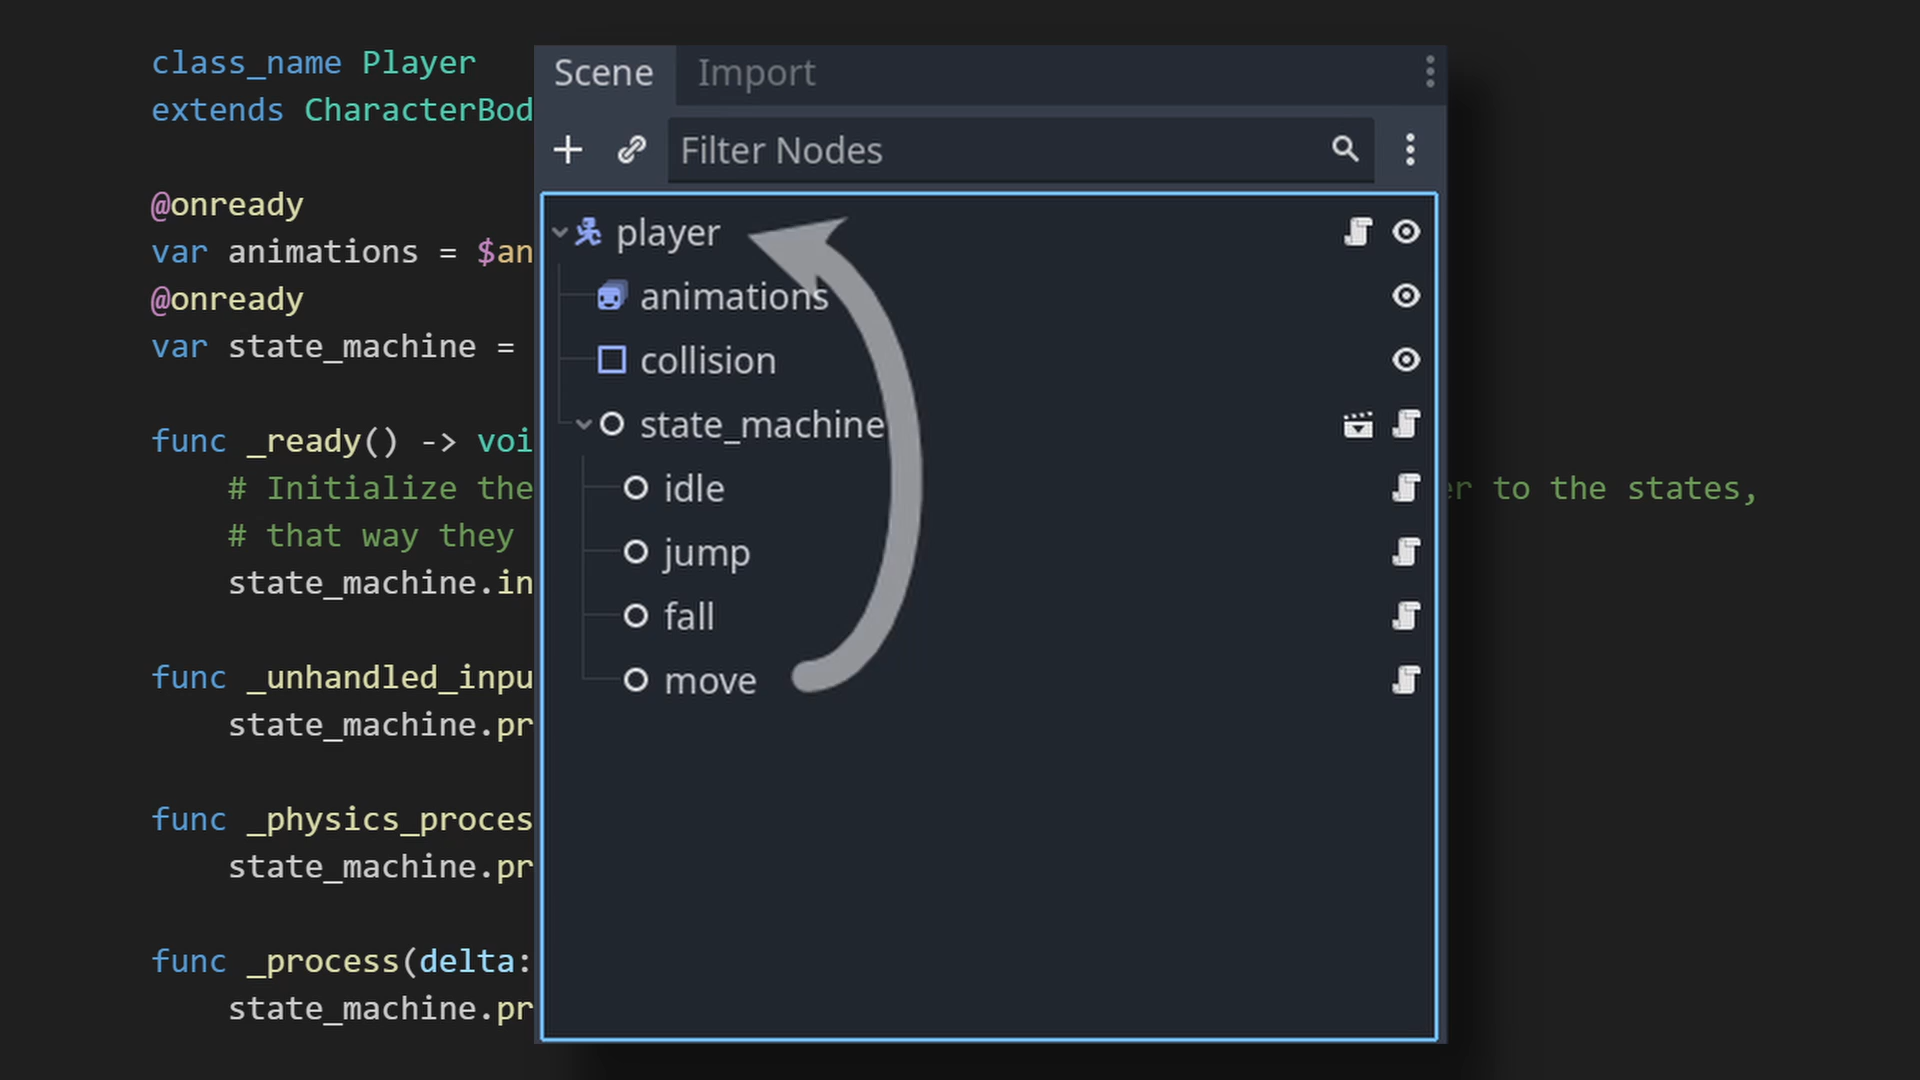 class_name Player
extends CharacterBod
@onready
var animations = $an
@onready
var state_machine =
func _ready() -> voi
# Initialize the
er to the states,
# that way they
state_machine.in
func _unhandled_inpu
state_machine.pr
func _physics_proces
state_machine.pr
func _process(delta:
state_machine.pr
Scene Import
Filter Nodes
player
animations
collision
state_machine
idle
jump
fall
move